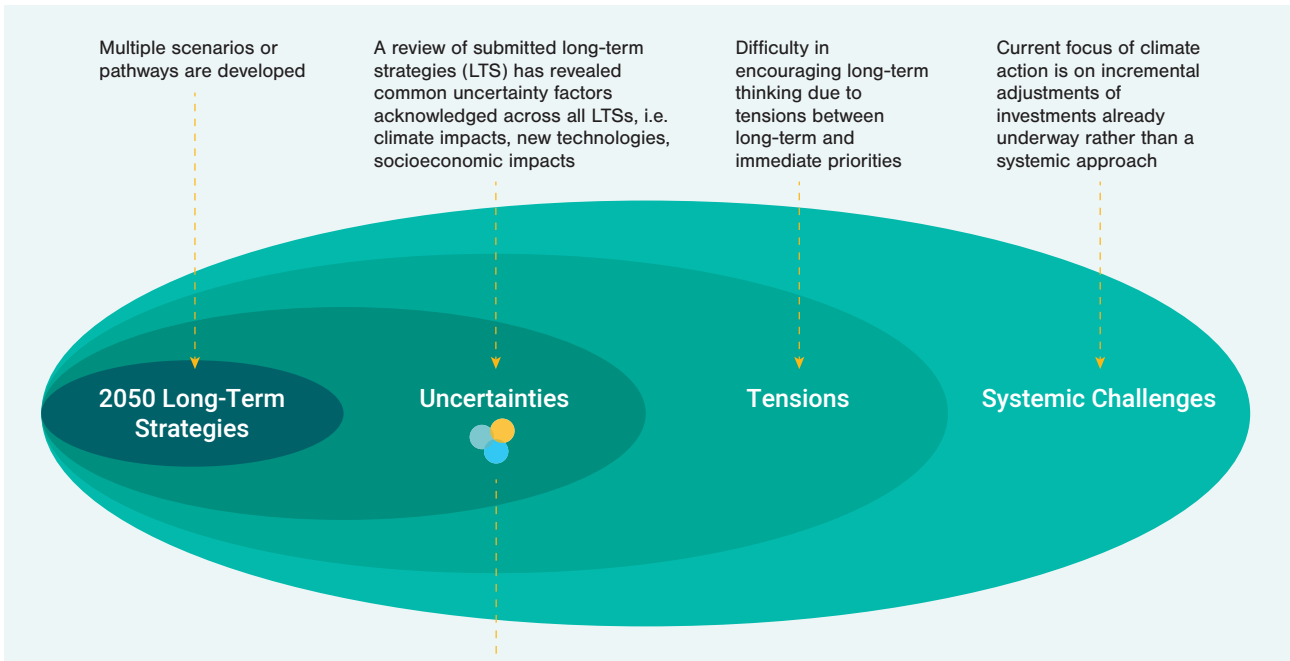 Multiple scenarios or
pathways are developed
A review of submitted long-term
strategies (LTS) has revealed
common uncertainty factors
acknowledged across all LTSs, i.e.
climate impacts, new technologies,
socioeconomic impacts
Difficulty in
encouraging long-term
thinking due to
tensions between
long-term and
immediate priorities
Current focus of climate
action is on incremental
adjustments of
investments already
underway rather than a
systemic approach
2050 Long-Term
Strategies
Uncertainties
Tensions
Systemic Challenges